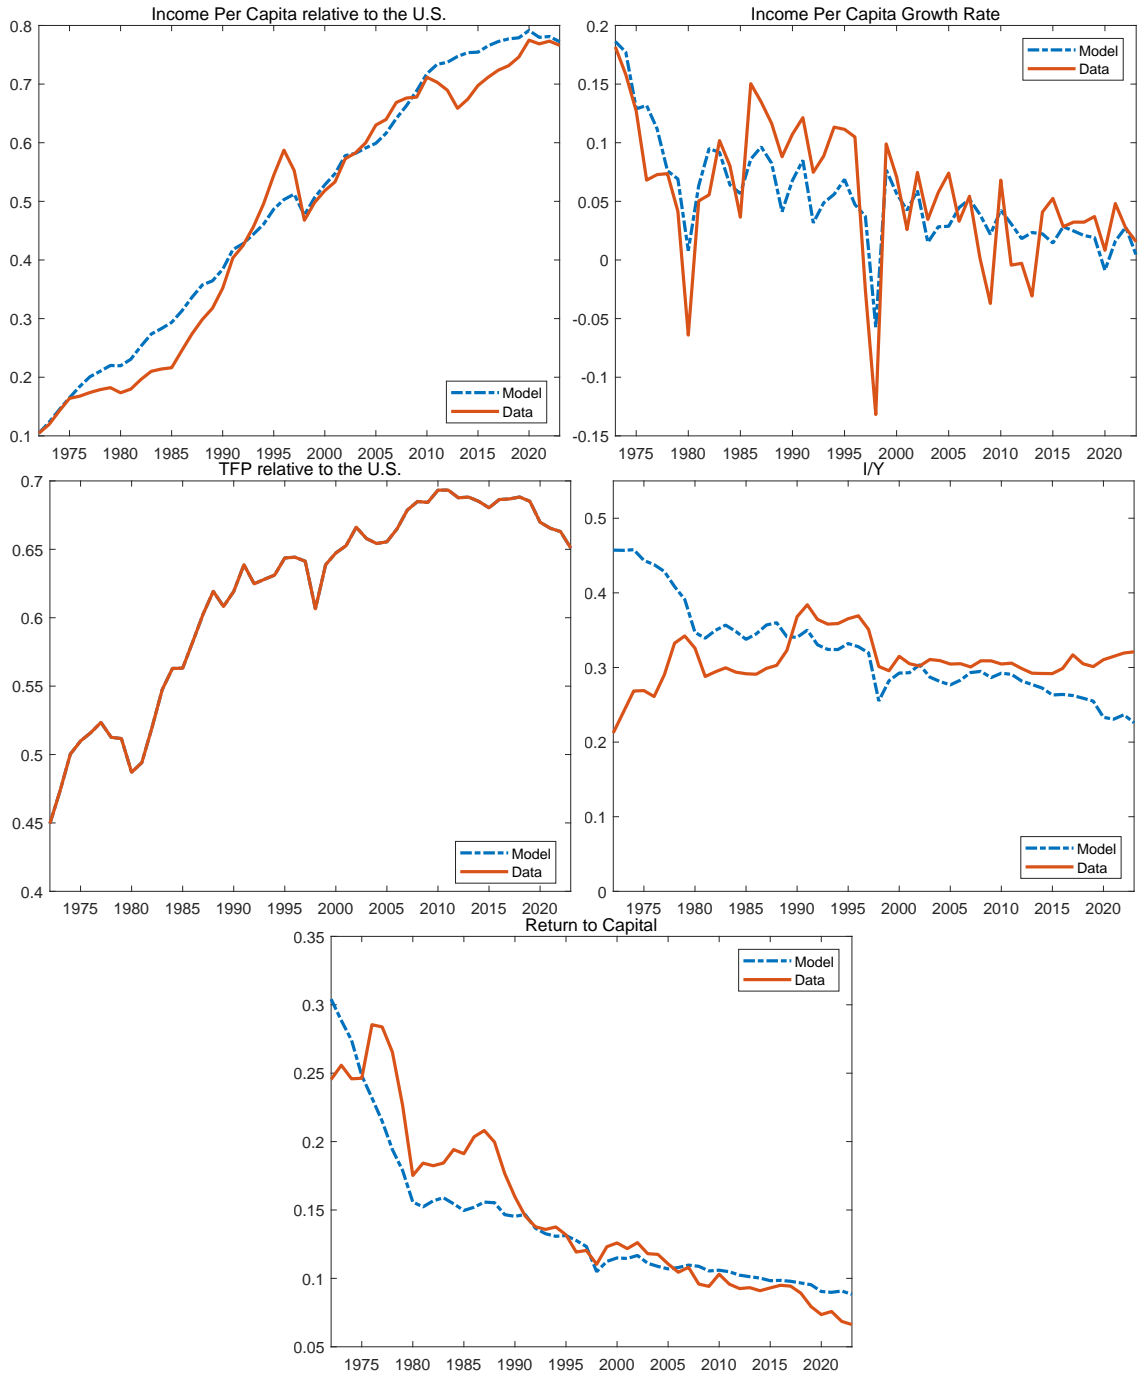 Income Per Capita relative to the U.S.
0.8
0.7
0.6
0.5
0.4
0.3
0.2
0.1
1975 1980 1985 1990 1995 2000 2005 2010 2015 2020
Model
Data
Income Per Capita Growth Rate
0.2
0.15
0.1
0.05
0
-0.05
-0.1
-0.15
1975 1980 1985 1990 1995 2000 2005 2010 2015 2020
Model
Data
TFP relative to the U.S.
0.7
0.65
0.6
0.55
0.5
0.45
0.4
1975 1980 1985 1990 1995 2000 2005 2010 2015 2020
Model
Data
I/Y
0.5
0.4
0.3
0.2
0.1
0
1975 1980 1985 1990 1995 2000 2005 2010 2015 2020
Model
Data
Return to Capital
0.35
0.3
0.25
0.2
0.15
0.1
0.05
1975 1980 1985 1990 1995 2000 2005 2010 2015 2020
Model
Data